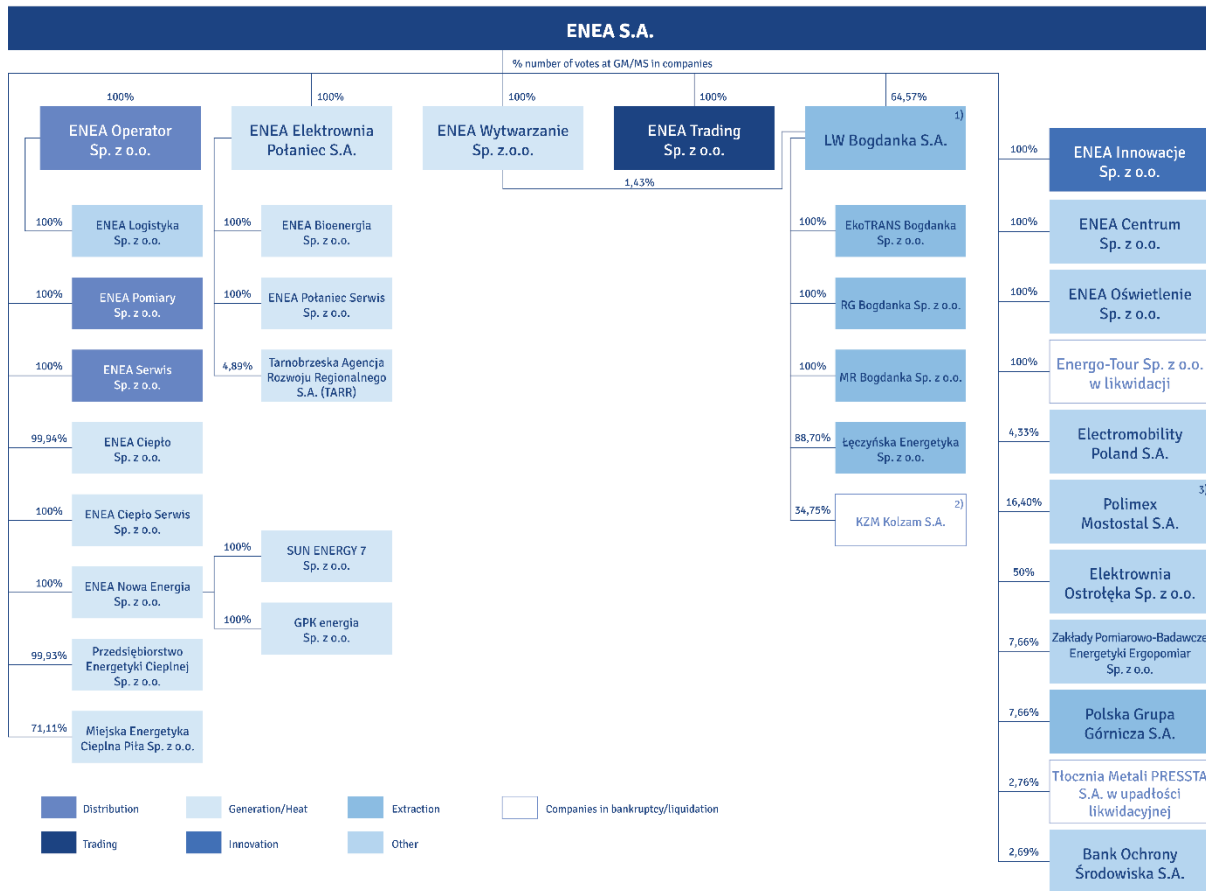 ENEA S.A.
% number of votes at GM/MS in companies
100%
ENEA Operator
Sp. z o.o.
100%
ENEA Elektrownia
Połaniec S.A.
100%
ENEA Wytwarzanie
Sp. z.o.o.
100%
ENEA Trading
Sp. z o.o.
64,57%
1)
LW Bogdanka S.A.
1,43%
100%
ENEA Logistyka
Sp. z o.o.
100%
ENEA Pomiary
Sp. z o.o.
100%
ENEA Serwis
Sp. z o.o.
99,94%
ENEA Ciepło
Sp. z o.o.
100%
ENEA Ciepło Serwis
Sp. z o.o.
100%
ENEA Nowa Energia
Sp. z o.o.
99,93%
Przedsiębiorstwo
Energetyki Cieplnej
Sp. z o.o.
71,11%
Miejska Energetyka
Cieplna Piła Sp. z o.o.
100%
ENEA Bioenergia
Sp. z o.o.
100%
ENEA Połaniec Serwis
Sp. z o.o.
4,89%
Tarnobrzeska Agencja
Rozwoju Regionalnego
S.A. (TARR)
100%
SUN ENERGY 7
Sp. z o.o.
100%
GPK energia
Sp. z o.o.
100%
EkoTRANS Bogdanka
Sp. z o.o.
100%
RG Bogdanka Sp. z o.o.
100%
MR Bogdanka Sp. z o.o.
88,70%
Łęczyńska Energetyka
Sp. z o.o.
34,75%
2)
KZM Kolzam S.A.
100%
ENEA Innowacje
Sp. z o.o.
100%
ENEA Centrum
Sp. z o.o.
100%
ENEA Oświetlenie
Sp. z o.o.
100%
Energo-Tour Sp. z o.o.
w likwidacji
4,33%
Electromobility
Poland S.A.
16,40%
3)
Polimex
Mostostal S.A.
50%
Elektrownia
Ostrołęka Sp. z o.o.
7,66%
Zakłady Pomiarowo-Badawcze
Energetyki Ergopomiar
Sp. z o.o.
7,66%
Polska Grupa
Górnicza S.A.
2,76%
Tłocznia Metali PRESSTA
S.A. w upadłości
likwidacyjnej
2,69%
Bank Ochrony
Środowiska S.A.
Distribution
Generation/Heat
Extraction
Companies in bankruptcy/liquidation
Trading
Innovation
Other